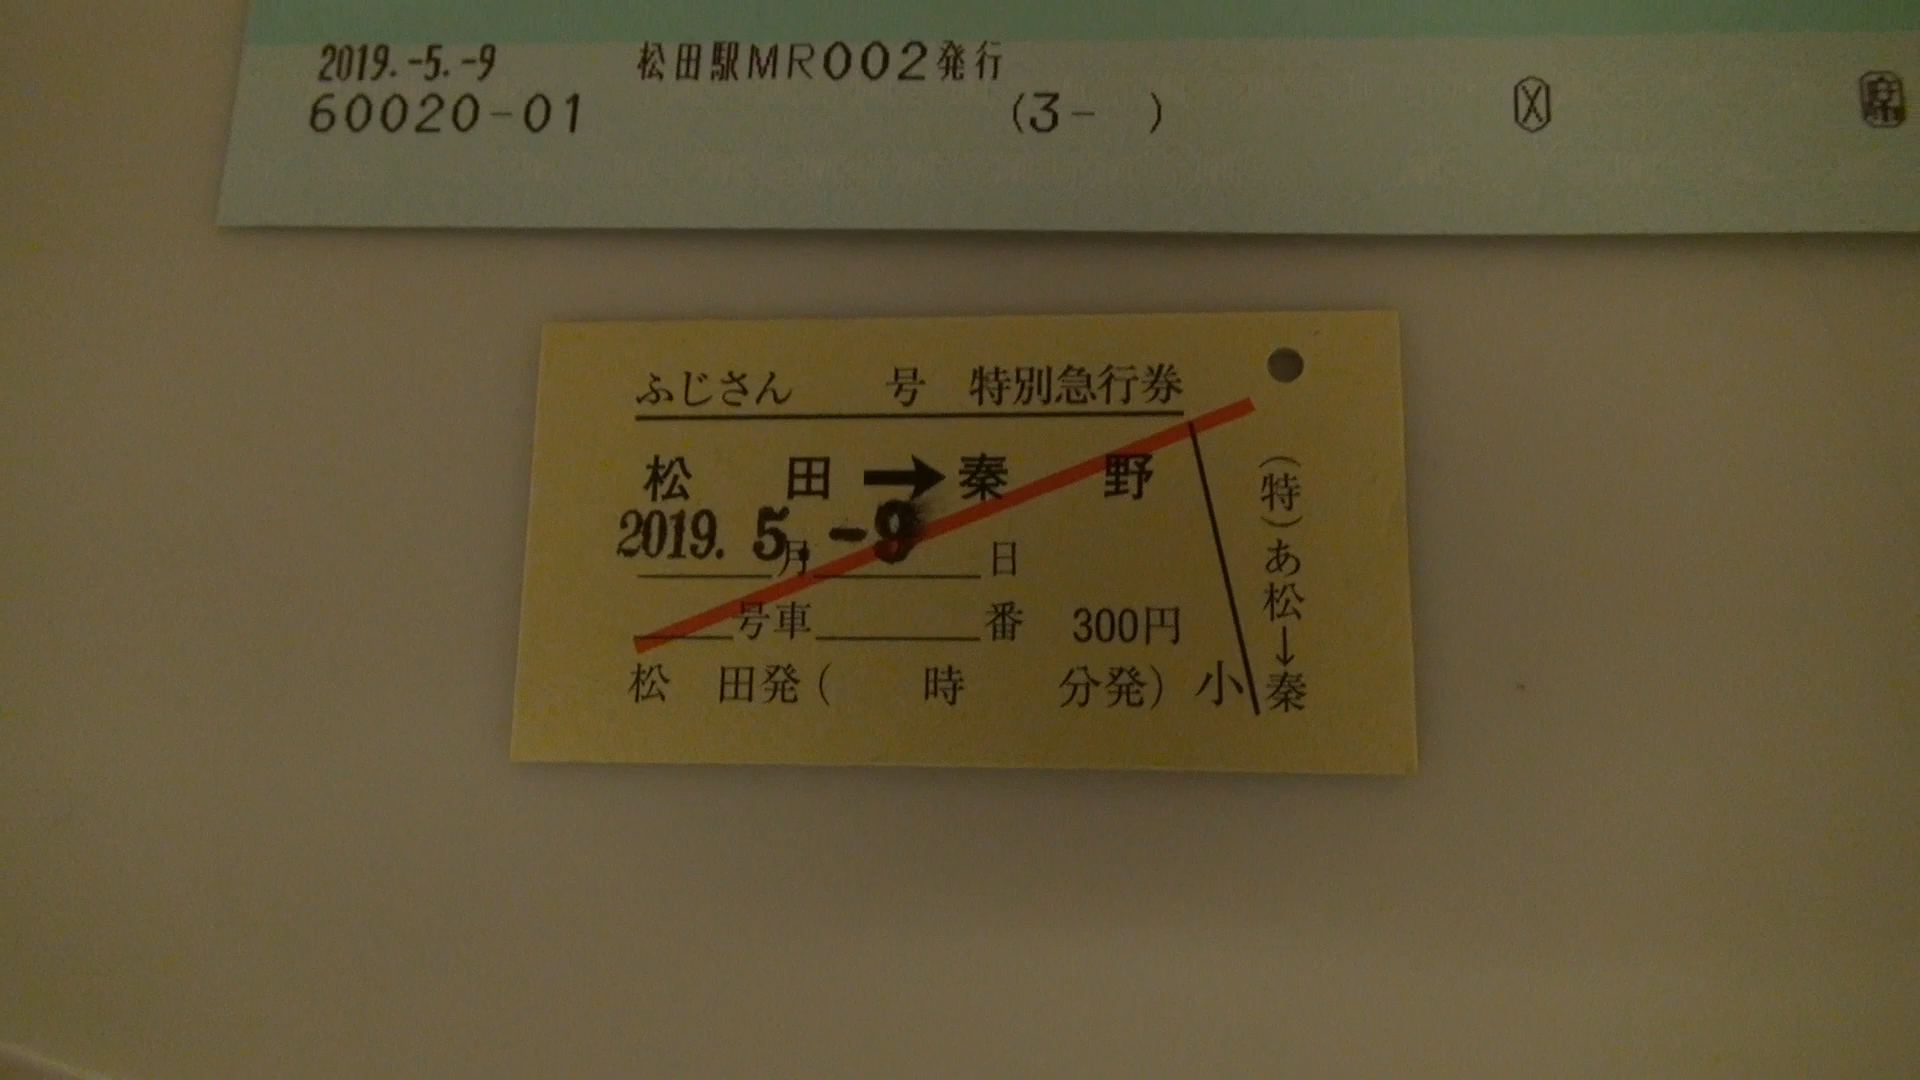 2019.-5.-9 松田駅MR002発行
60020-01 (3- )
ふじさん 号 特別急行券
松 田 → 秦 野
2019. 5. -9
月 日
号車 番 300円
松 田発 ( 時 分発) 小
(特)あ松→秦